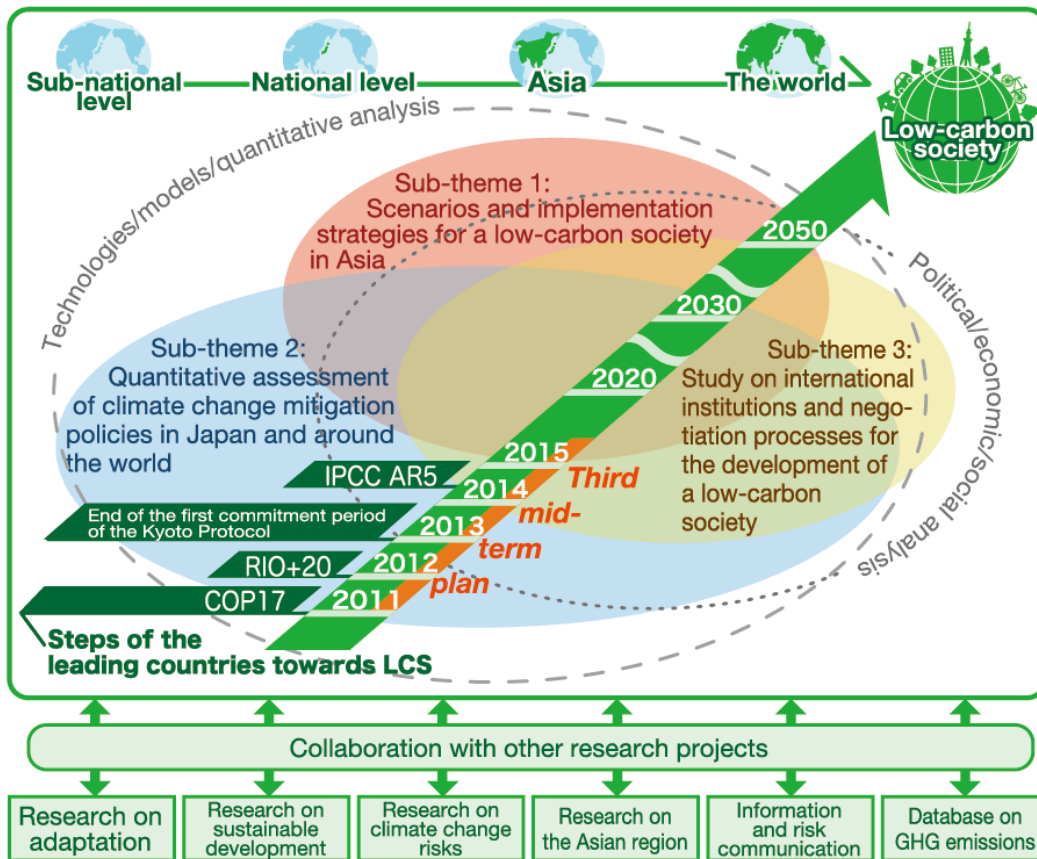 Sub-national
level
National level
Asia
The world
Low-carbon
society
Technologies/models/quantitative analysis
Sub-theme 1:
Scenarios and implementation
strategies for a low-carbon society
in Asia
2050
Political/economic/social analysis
2030
Sub-theme 2:
Quantitative assessment
of climate change mitigation
policies in Japan and around
the world
Sub-theme 3:
Study on international
institutions and nego-
tiation processes for
the development of
a low-carbon
society
2020
2015
IPCC AR5
2014
End of the first commitment period
of the Kyoto Protocol
2013
RIO+20
2012
COP17
2011
Third
mid-
term
plan
Steps of the
leading countries towards LCS
Collaboration with other research projects
Research on
adaptation
Research on
sustainable
development
Research on
climate change
risks
Research on
the Asian region
Information
and risk
communication
Database on
GHG emissions